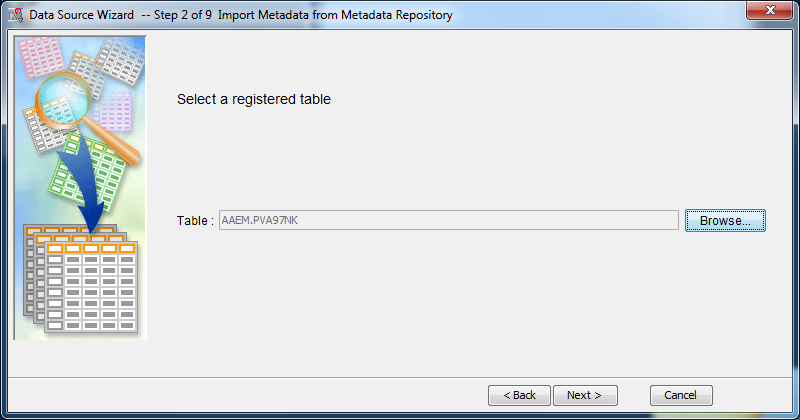 Data Source Wizard -- Step 2 of 9 Import Metadata from Metadata Repository
Select a registered table
Table : AAEM.PVA97NK Browse...
< Back Next > Cancel